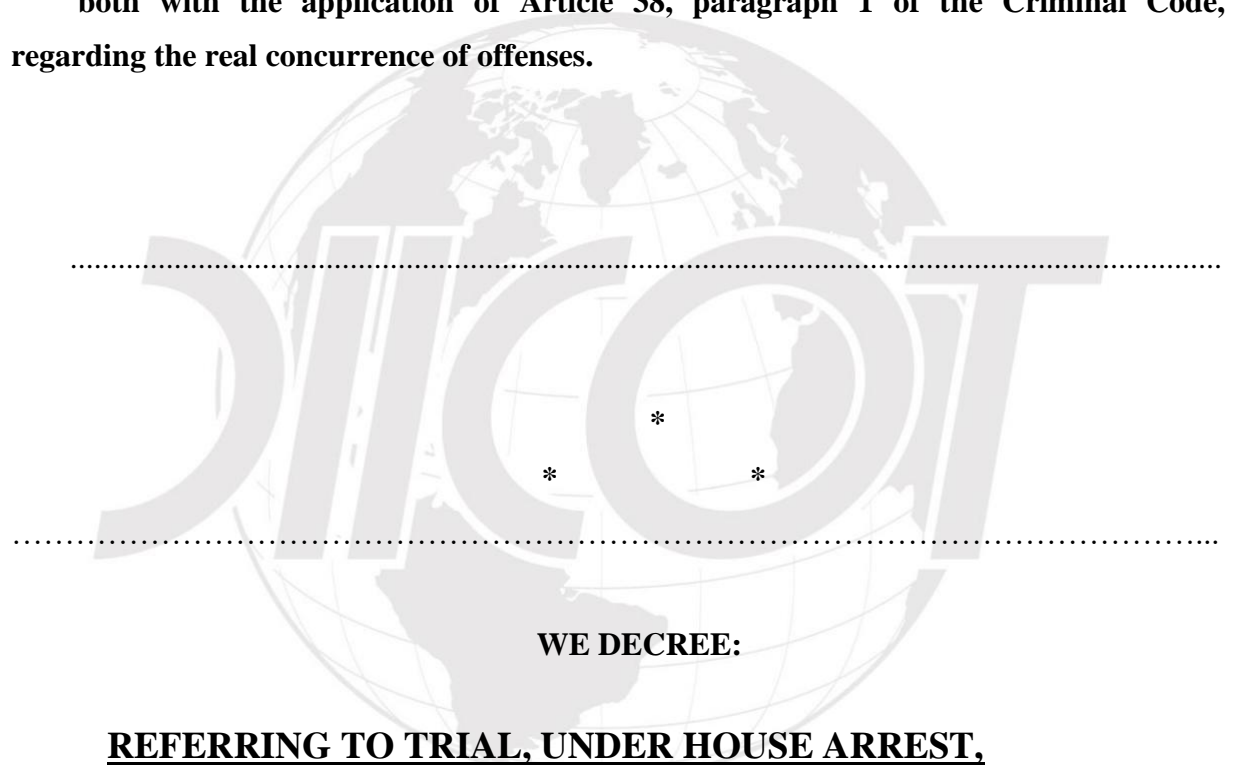 both with the application of Article 38, paragraph 1 of the Criminal Code,
regarding the real concurrence of offenses.
................................................................................................................................................
*
* *
……………………………………………………………………………………………………...
DIICOT
WE DECREE:
REFERRING TO TRIAL, UNDER HOUSE ARREST,